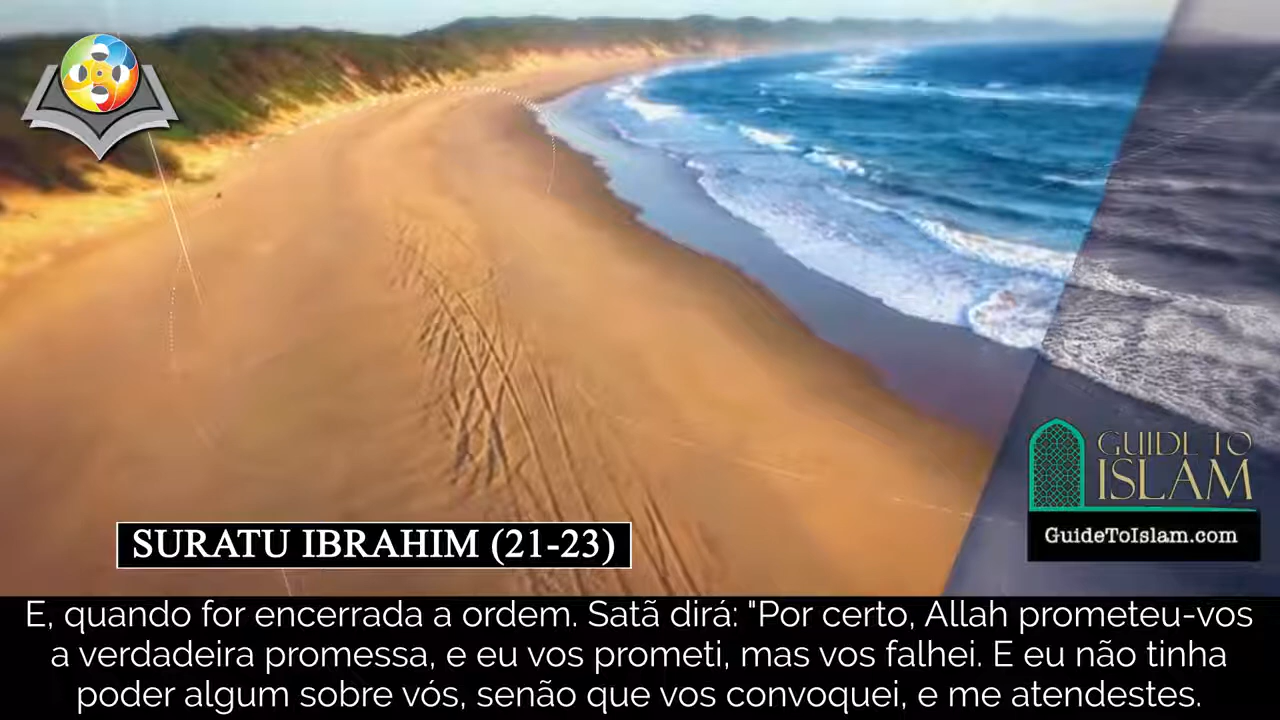 GUIDE TO
ISLAM
GuideToIslam.com
SURATU IBRAHIM (21-23)
E, quando for encerrada a ordem. Satã dirá: "Por certo, Allah prometeu-vos
a verdadeira promessa, e eu vos prometi, mas vos falhei. E eu não tinha
poder algum sobre vós, senão que vos convoquei, e me atendestes.